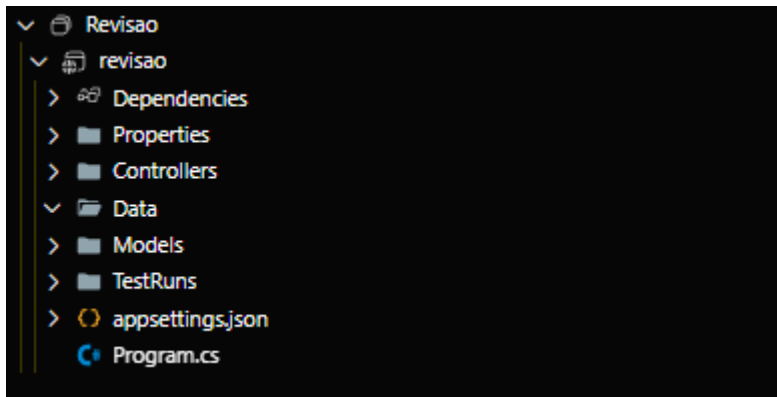 Revisao
revisao
Dependencies
Properties
Controllers
Data
Models
TestRuns
appsettings.json
Program.cs